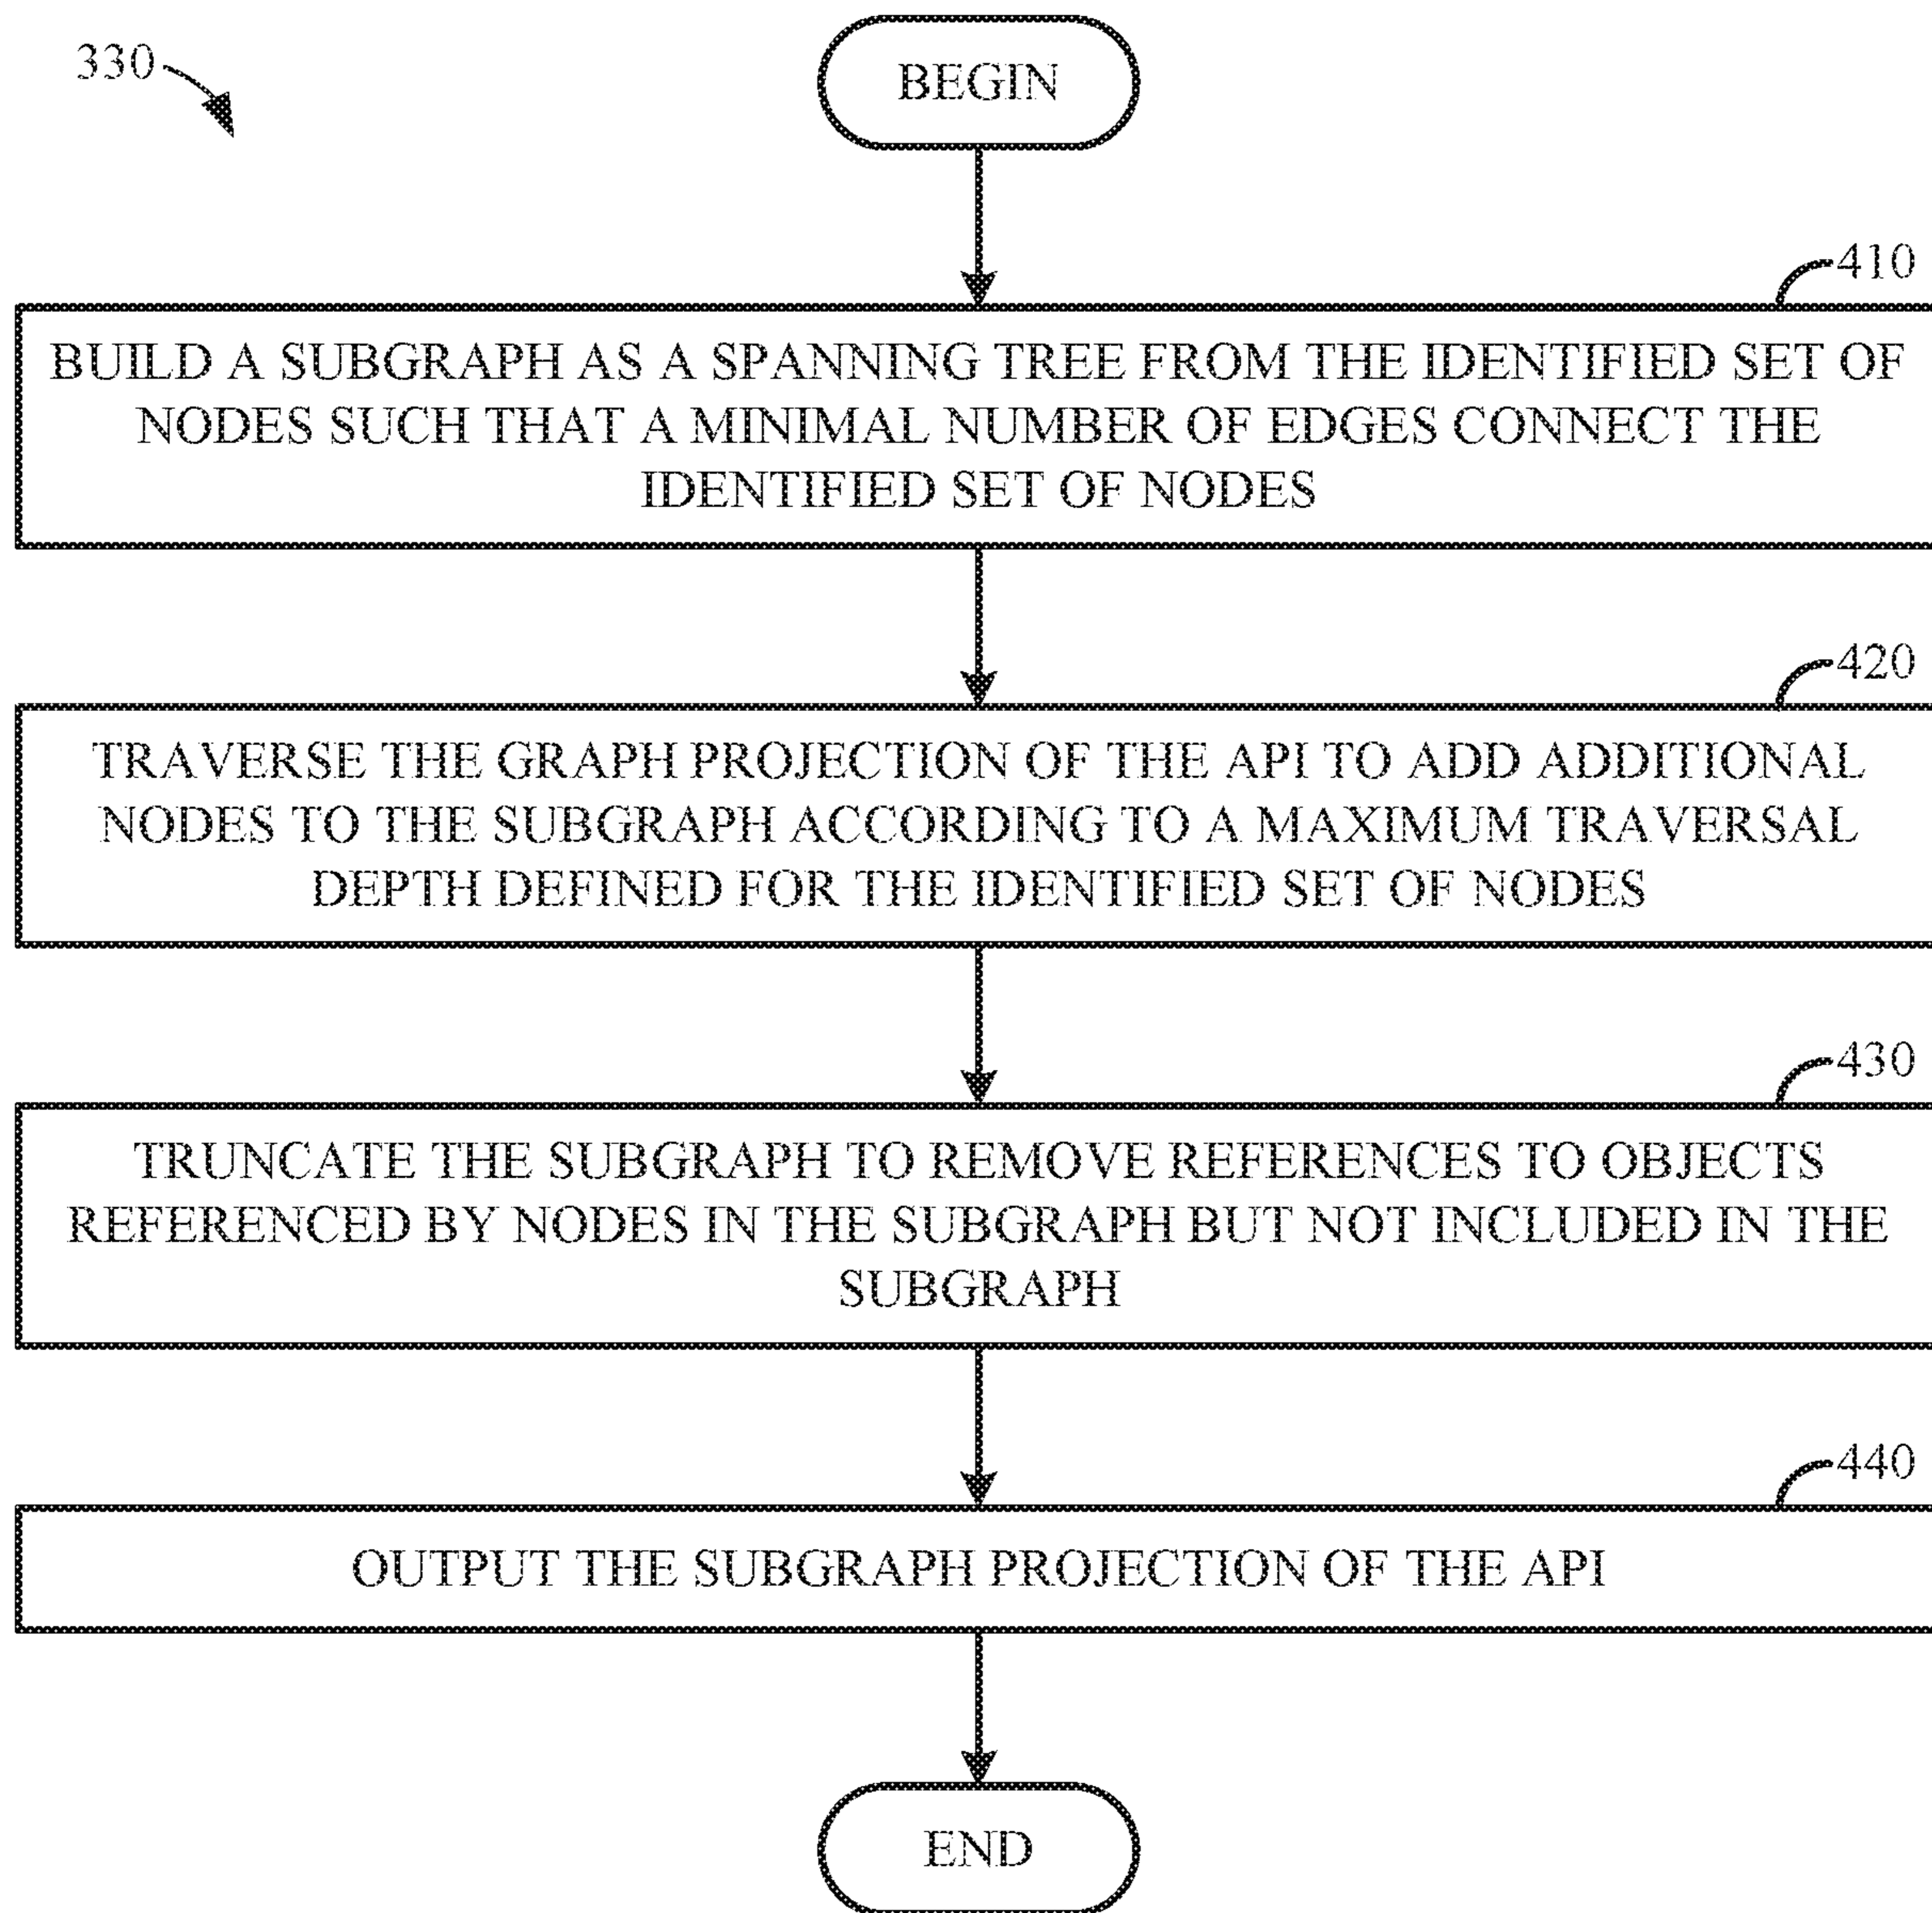 330
BEGIN
410
BUILD A SUBGRAPH AS A SPANNING TREE FROM THE IDENTIFIED SET OF
NODES SUCH THAT A MINIMAL NUMBER OF EDGES CONNECT THE
IDENTIFIED SET OF NODES
420
TRAVERSE THE GRAPH PROJECTION OF THE API TO ADD ADDITIONAL
NODES TO THE SUBGRAPH ACCORDING TO A MAXIMUM TRAVERSAL
DEPTH DEFINED FOR THE IDENTIFIED SET OF NODES
430
TRUNCATE THE SUBGRAPH TO REMOVE REFERENCES TO OBJECTS
REFERENCED BY NODES IN THE SUBGRAPH BUT NOT INCLUDED IN THE
SUBGRAPH
440
OUTPUT THE SUBGRAPH PROJECTION OF THE API
END